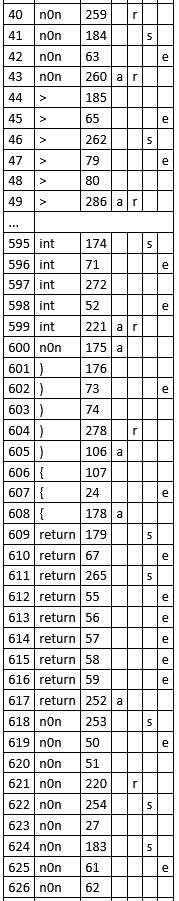 40 n0n 259 r
41 n0n 184 s
42 n0n 63 e
43 n0n 260 a r
44 > 185
45 > 65 e
46 > 262 s
47 > 79 e
48 > 80
49 > 286 a r
...
595 int 174 s
596 int 71 e
597 int 272
598 int 52 e
599 int 221 a r
600 n0n 175 a
601 ) 176
602 ) 73 e
603 ) 74
604 ) 278 r
605 ) 106 a
606 { 107
607 { 24 e
608 { 178 a
609 return 179 s
610 return 67 e
611 return 265 s
612 return 55 e
613 return 56 e
614 return 57 e
615 return 58 e
616 return 59 e
617 return 252 a
618 n0n 253 s
619 n0n 50 e
620 n0n 51
621 n0n 220 r
622 n0n 254 s
623 n0n 27
624 n0n 183 s
625 n0n 61 e
626 n0n 62